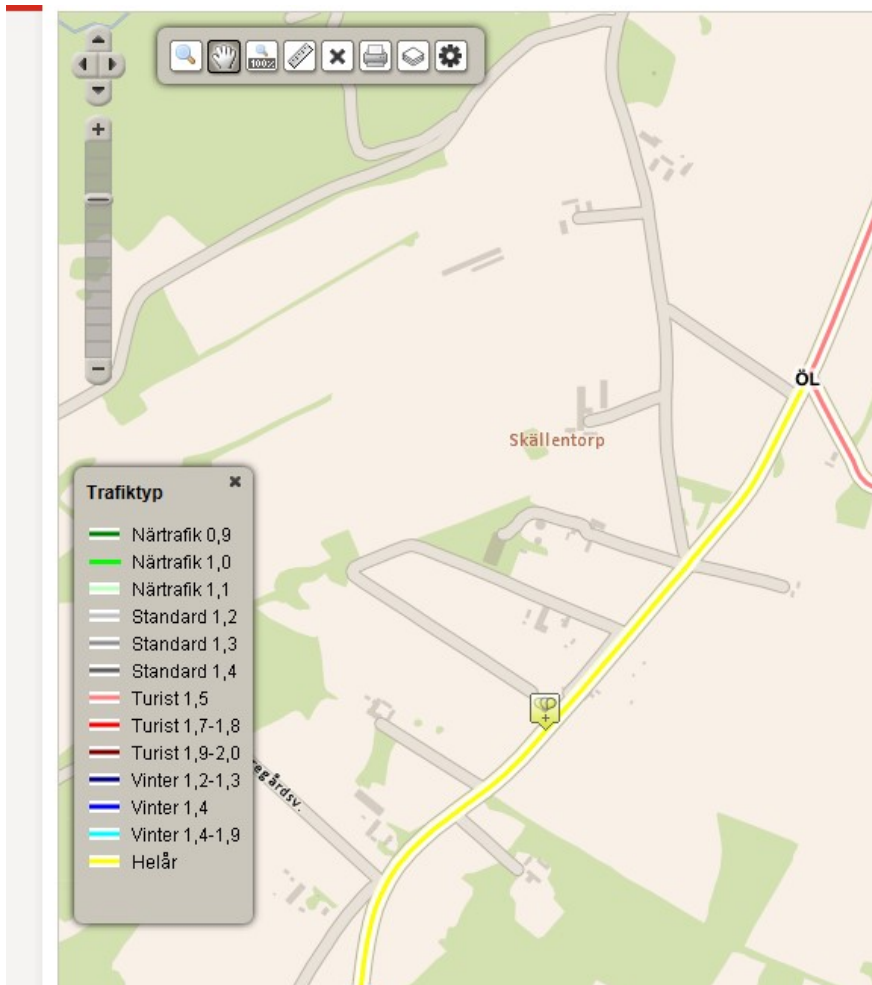 100%
ÖL
Skällentorp
Trafiktyp
Närtrafik 0,9
Närtrafik 1,0
Närtrafik 1,1
Standard 1,2
Standard 1,3
Standard 1,4
Turist 1,5
Turist 1,7-1,8
Turist 1,9-2,0
Vinter 1,2-1,3
Vinter 1,4
Vinter 1,4-1,9
Helår
egårdsv.